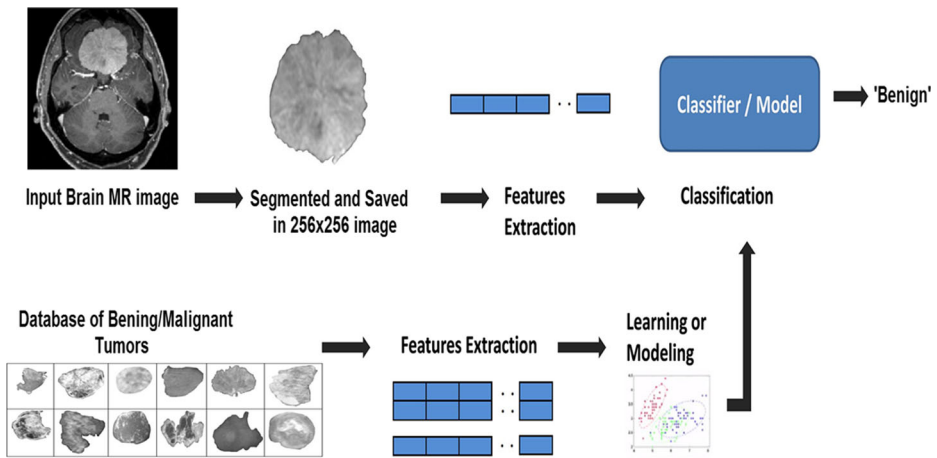 Classifier / Model
'Benign'
Input Brain MR image
Segmented and Saved
in 256x256 image
Features
Extraction
Classification
Database of Bening/Malignant
Tumors
Features Extraction
Learning or
Modeling